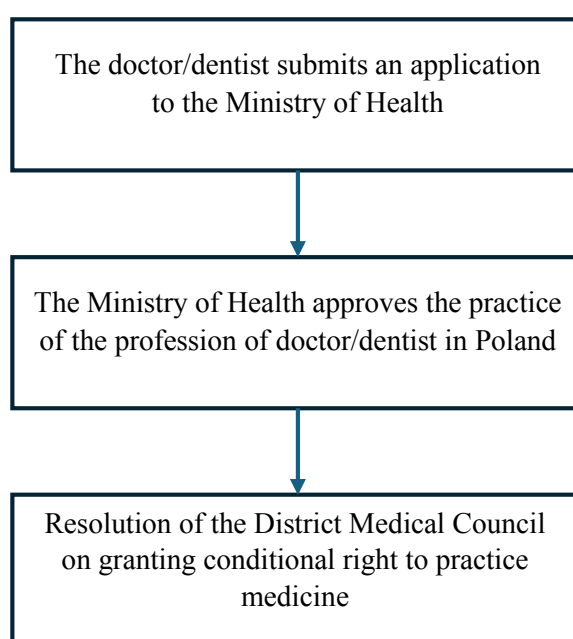 The doctor/dentist submits an application
to the Ministry of Health
The Ministry of Health approves the practice
of the profession of doctor/dentist in Poland
Resolution of the District Medical Council
on granting conditional right to practice
medicine